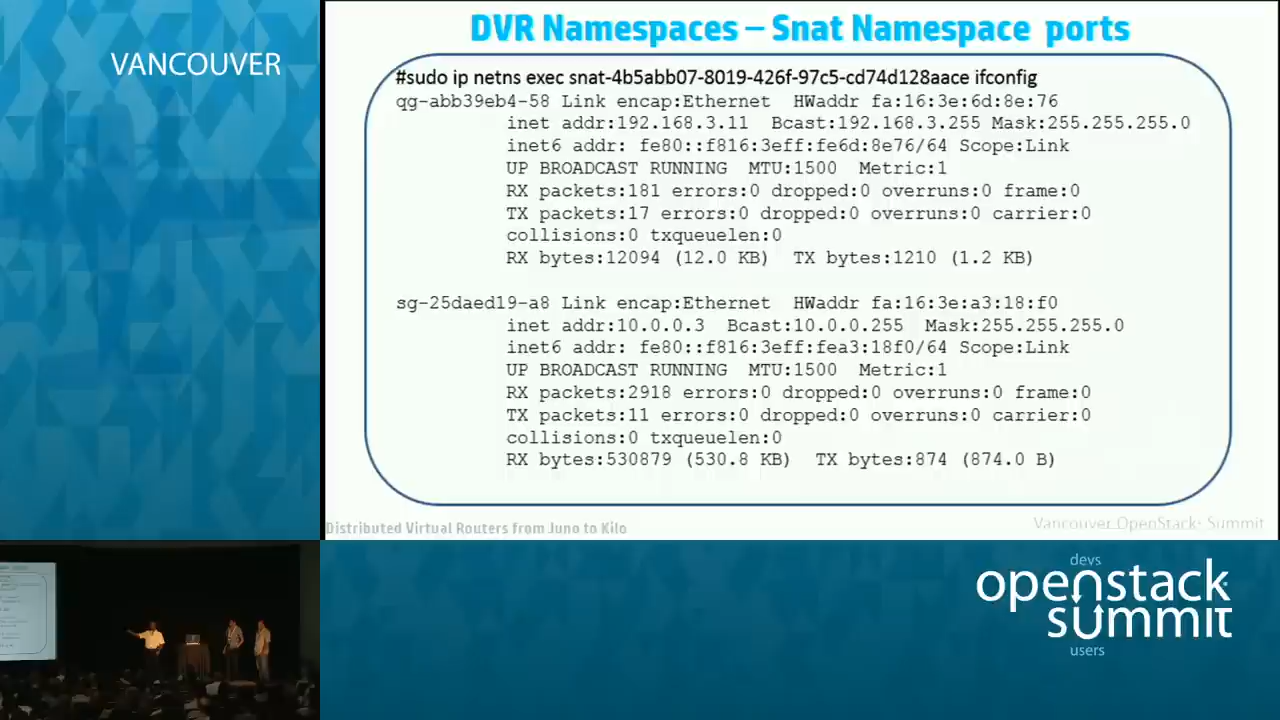 VANCOUVER
DVR Namespaces – Snat Namespace ports
#sudo ip netns exec snat-4b5abb07-8019-426f-97c5-cd74d128aace ifconfig
qg-abb39eb4-58 Link encap:Ethernet HWaddr fa:16:3e:6d:8e:76
inet addr:192.168.3.11 Bcast:192.168.3.255 Mask:255.255.255.0
inet6 addr: fe80::f816:3eff:fe6d:8e76/64 Scope:Link
UP BROADCAST RUNNING MTU:1500 Metric:1
RX packets:181 errors:0 dropped:0 overruns:0 frame:0
TX packets:17 errors:0 dropped:0 overruns:0 carrier:0
collisions:0 txqueuelen:0
RX bytes:12094 (12.0 KB) TX bytes:1210 (1.2 KB)
sg-25daed19-a8 Link encap:Ethernet HWaddr fa:16:3e:a3:18:f0
inet addr:10.0.0.3 Bcast:10.0.0.255 Mask:255.255.255.0
inet6 addr: fe80::f816:3eff:fea3:18f0/64 Scope:Link
UP BROADCAST RUNNING MTU:1500 Metric:1
RX packets:2918 errors:0 dropped:0 overruns:0 frame:0
TX packets:11 errors:0 dropped:0 overruns:0 carrier:0
collisions:0 txqueuelen:0
RX bytes:530879 (530.8 KB) TX bytes:874 (874.0 B)
Distributed Virtual Routers from Juno to Kilo
Vancouver OpenStack Summit
devs
openstack
summit
users